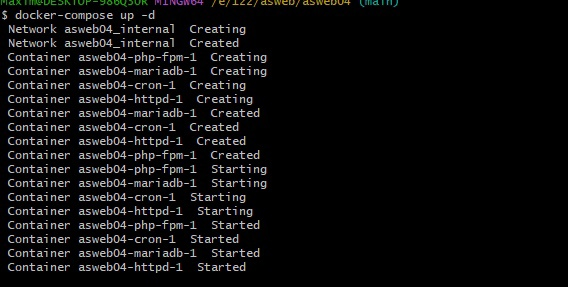 Maxim@DESKTOP-986Q3OR MINGW64 /e/i22/asweb/asweb04 (main)
$ docker-compose up -d
Network asweb04_internal  Creating
Network asweb04_internal  Created
Container asweb04-php-fpm-1  Creating
Container asweb04-mariadb-1  Creating
Container asweb04-cron-1  Creating
Container asweb04-httpd-1  Creating
Container asweb04-mariadb-1  Created
Container asweb04-cron-1  Created
Container asweb04-httpd-1  Created
Container asweb04-php-fpm-1  Created
Container asweb04-php-fpm-1  Starting
Container asweb04-mariadb-1  Starting
Container asweb04-cron-1  Starting
Container asweb04-httpd-1  Starting
Container asweb04-php-fpm-1  Started
Container asweb04-cron-1  Started
Container asweb04-mariadb-1  Started
Container asweb04-httpd-1  Started